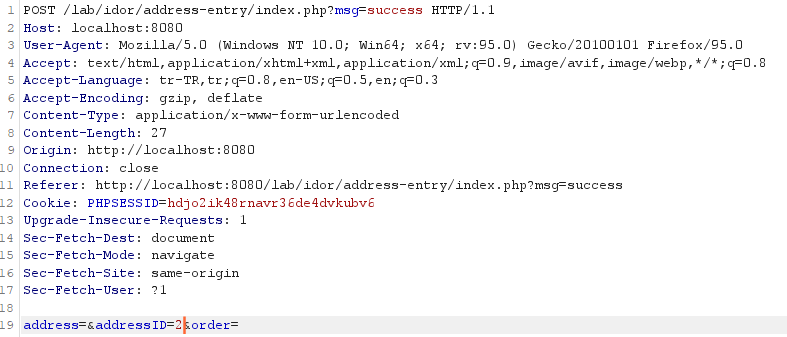 1 POST /lab/idor/address-entry/index.php?msg=success HTTP/1.1
2 Host: localhost:8080
3 User-Agent: Mozilla/5.0 (Windows NT 10.0; Win64; x64; rv:95.0) Gecko/20100101 Firefox/95.0
4 Accept: text/html,application/xhtml+xml,application/xml;q=0.9,image/avif,image/webp,*/*;q=0.8
5 Accept-Language: tr-TR,tr;q=0.8,en-US;q=0.5,en;q=0.3
6 Accept-Encoding: gzip, deflate
7 Content-Type: application/x-www-form-urlencoded
8 Content-Length: 27
9 Origin: http://localhost:8080
10 Connection: close
11 Referer: http://localhost:8080/lab/idor/address-entry/index.php?msg=success
12 Cookie: PHPSESSID=hdjo2ik48rnavr36de4dvkubv6
13 Upgrade-Insecure-Requests: 1
14 Sec-Fetch-Dest: document
15 Sec-Fetch-Mode: navigate
16 Sec-Fetch-Site: same-origin
17 Sec-Fetch-User: ?1
18
19 address=&addressID=2&order=